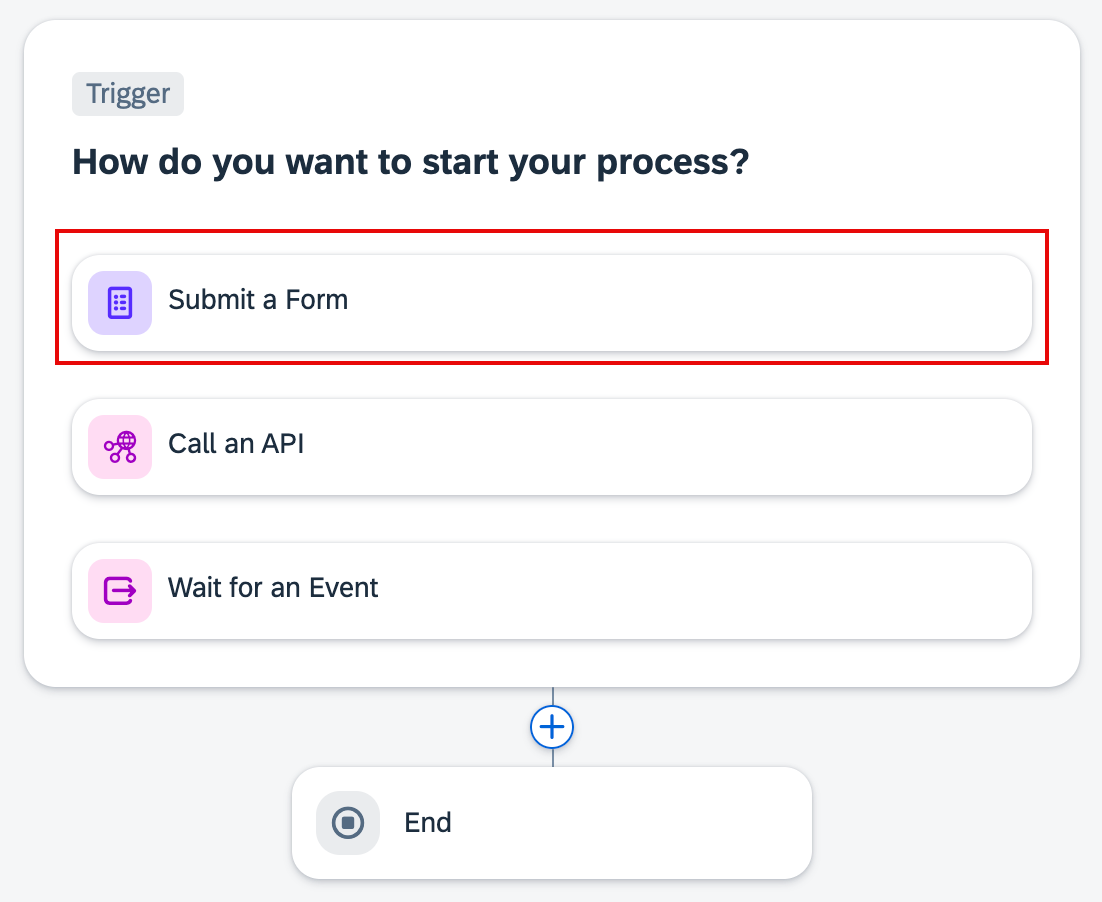 Trigger
How do you want to start your process?
Submit a Form
Call an API
Wait for an Event
End